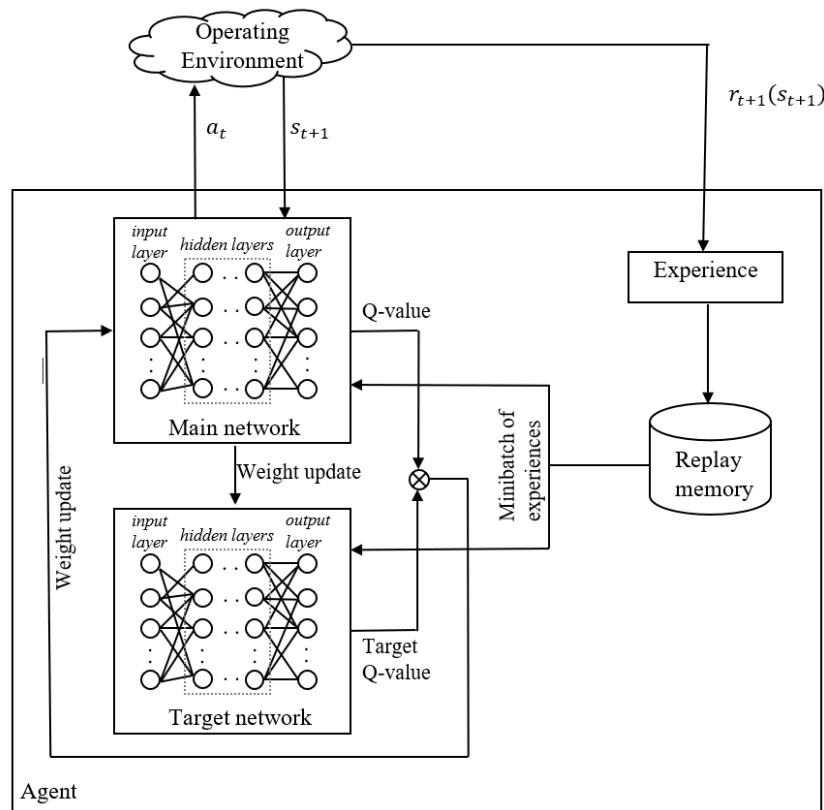 Operating
Environment
a_t
s_{t+1}
r_{t+1}(s_{t+1})
input
layer
hidden layers
output
layer
Main network
Q-value
Experience
Replay
memory
Minibatch of
experiences
Weight update
Weight update
input
layer
hidden layers
output
layer
Target network
Target
Q-value
Agent